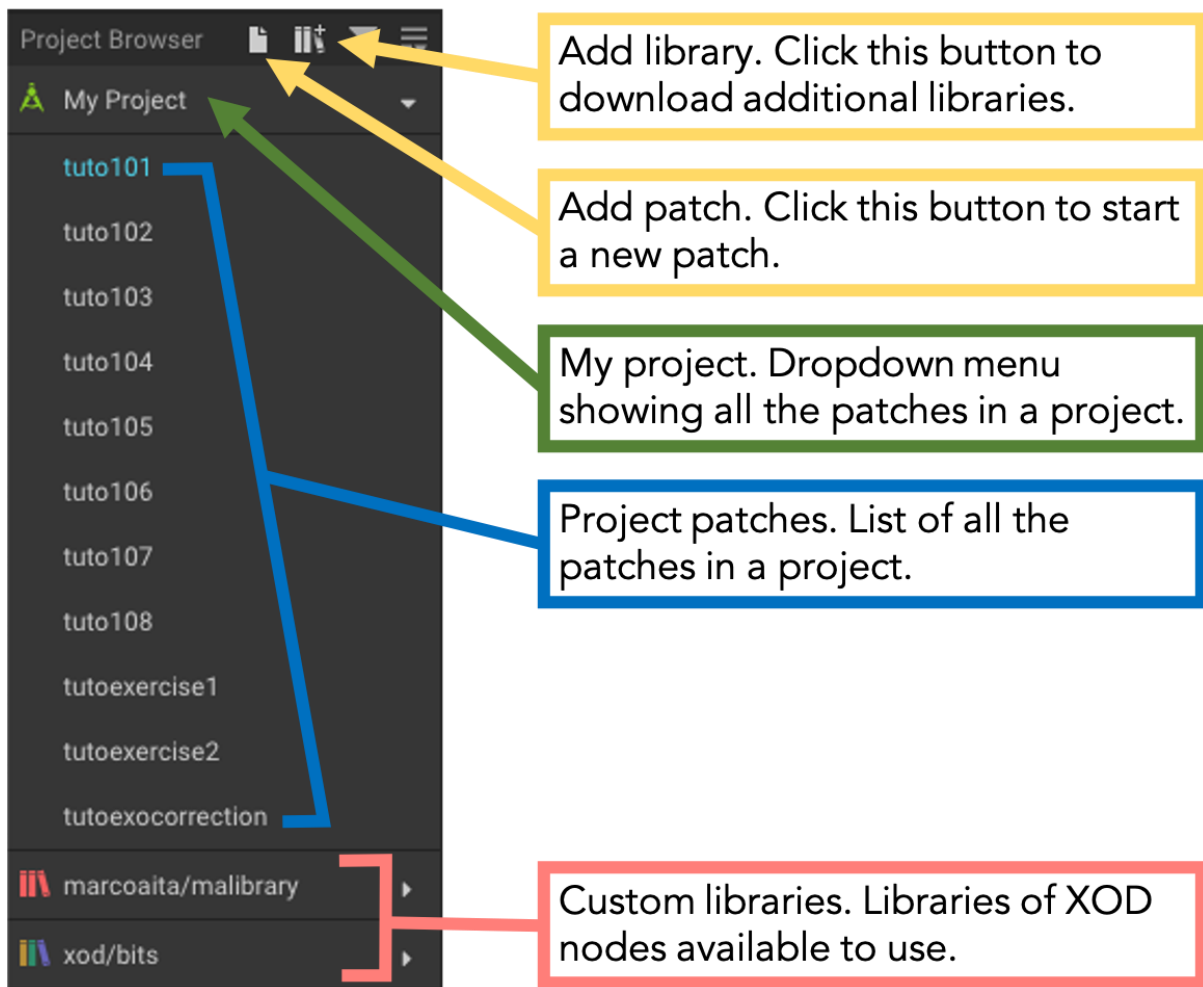 Project Browser
My Project
tuto101
tuto102
tuto103
tuto104
tuto105
tuto106
tuto107
tuto108
tutoexercise1
tutoexercise2
tutoexocorrection
marcoaita/malibrary
xod/bits
Add library. Click this button to
download additional libraries.
Add patch. Click this button to start
a new patch.
My project. Dropdown menu
showing all the patches in a project.
Project patches. List of all the
patches in a project.
Custom libraries. Libraries of XOD
nodes available to use.